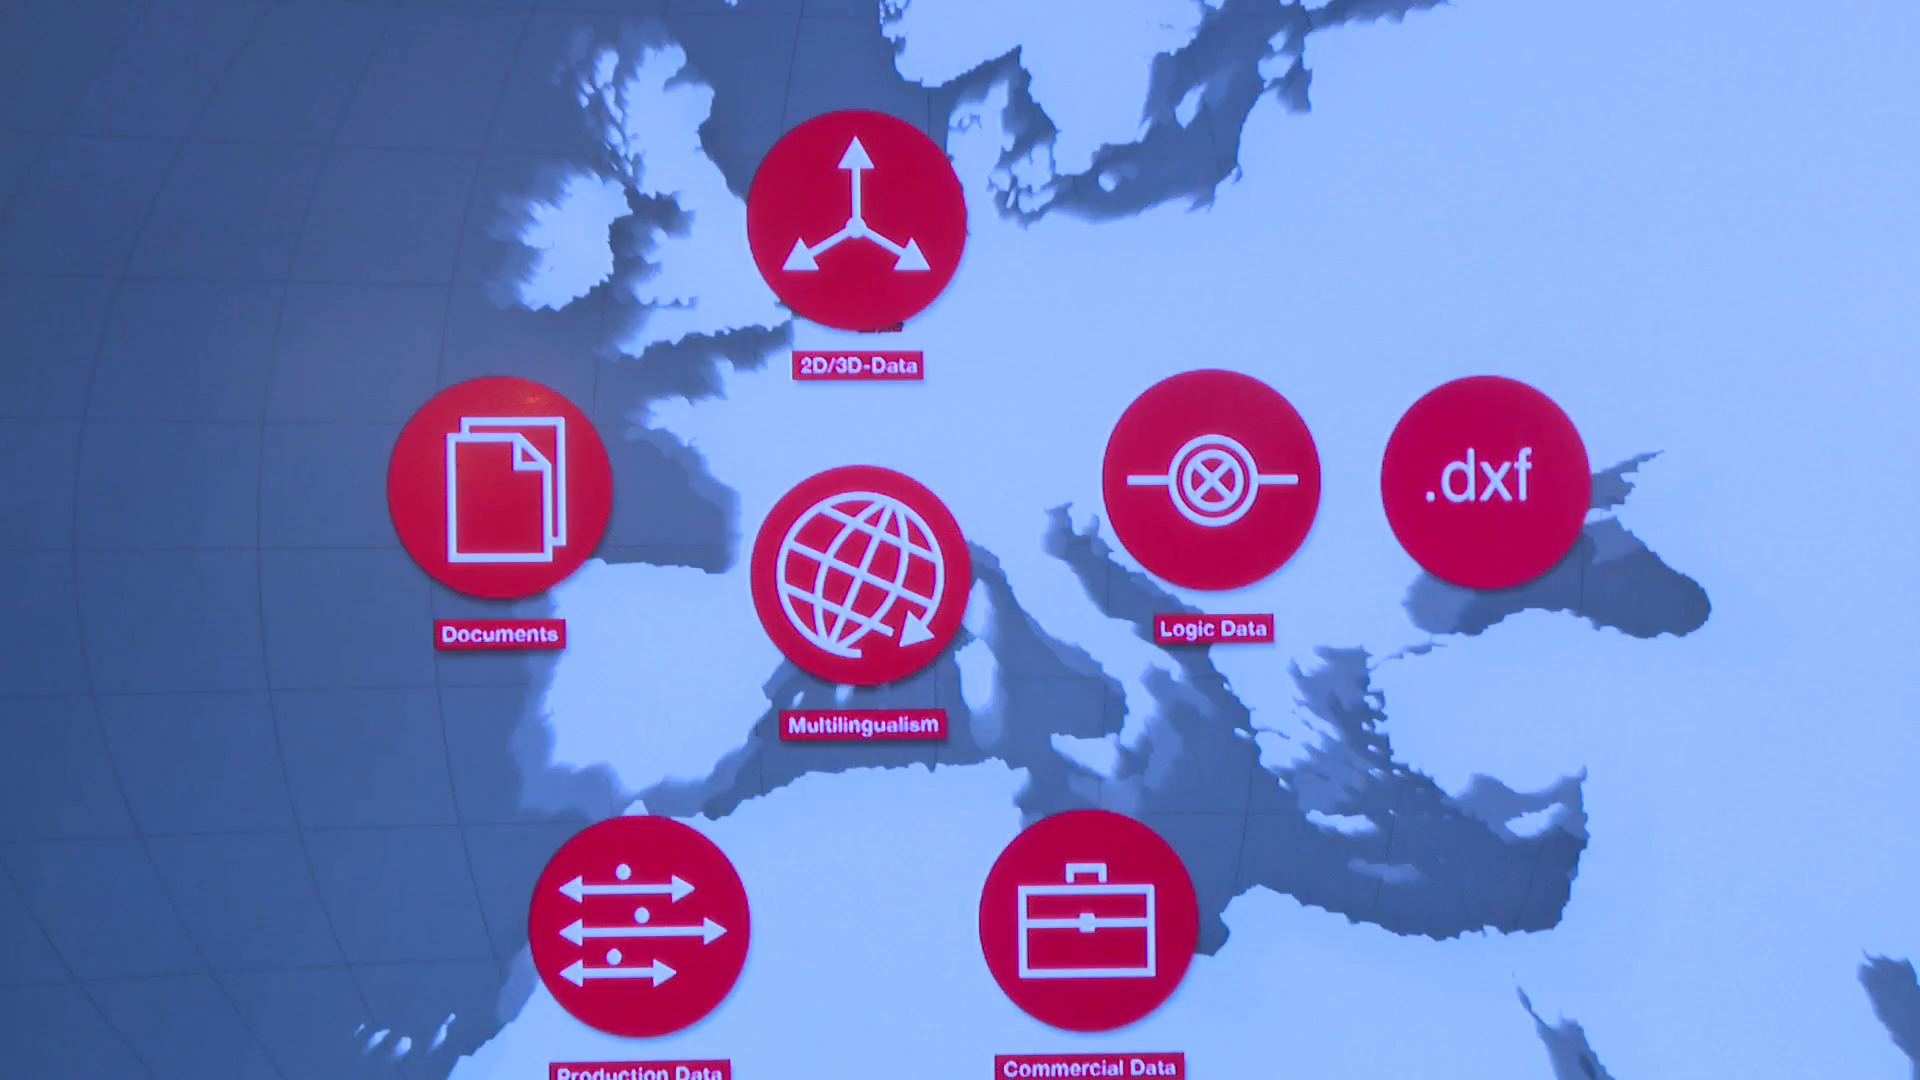 2D/3D-Data
.dxf
Documents
Logic Data
Multilingualism
Production Data
Commercial Data